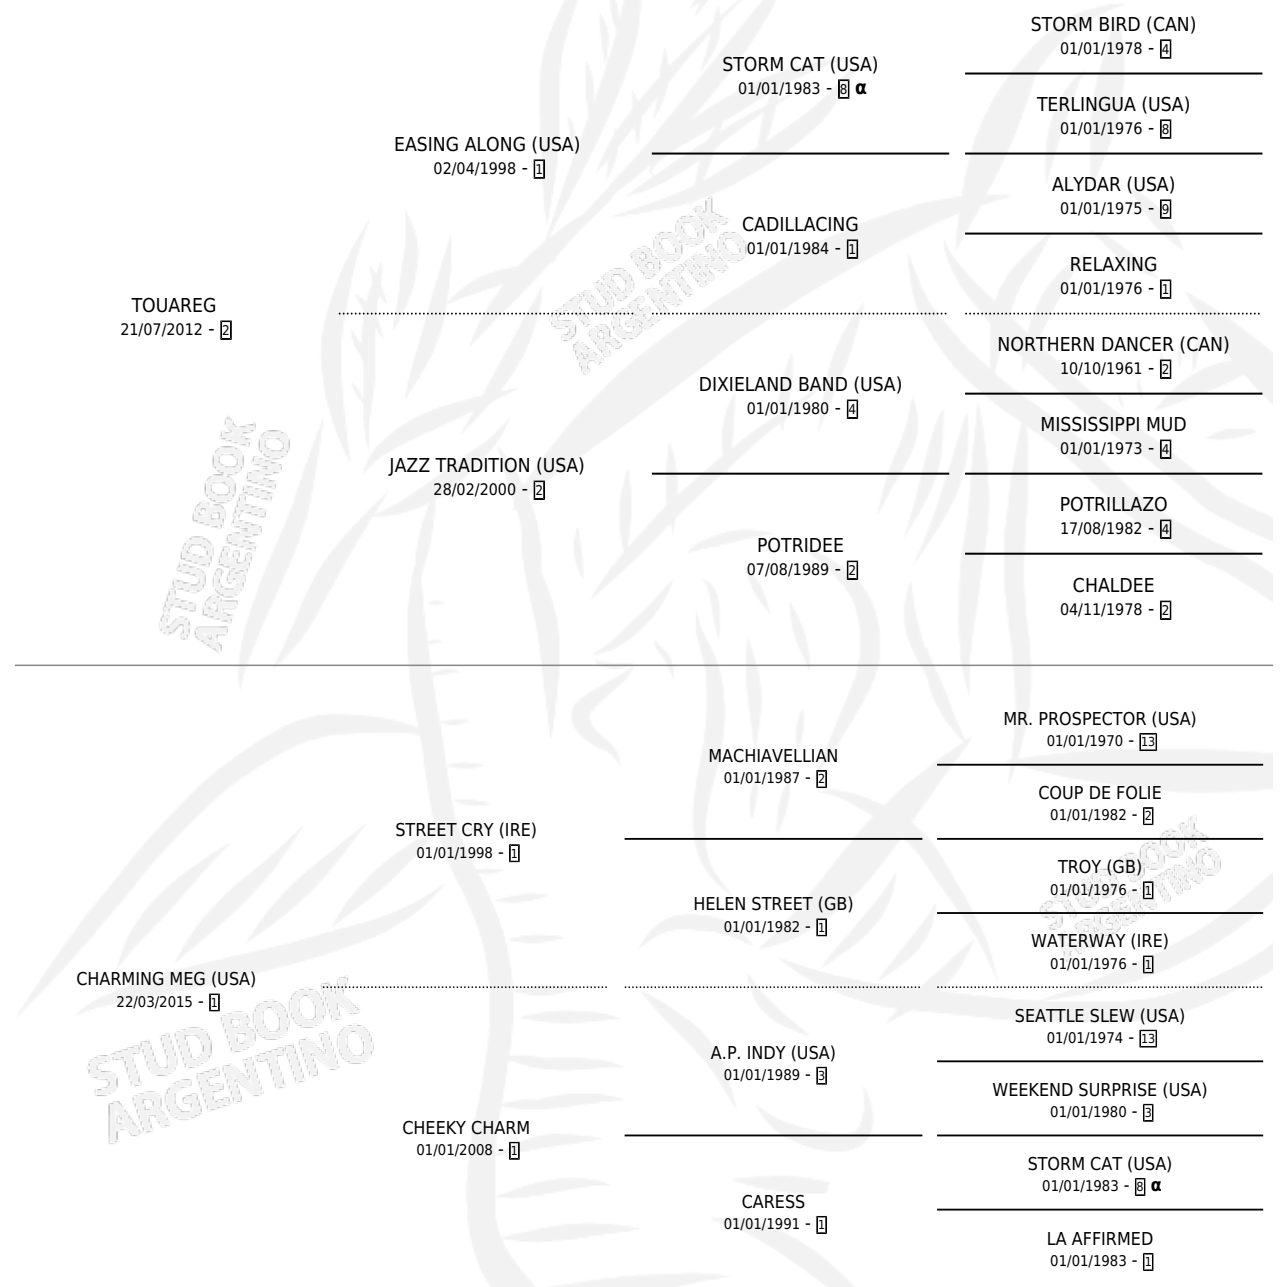 STORM BIRD (CAN)
01/01/1978 - 4
STORM CAT (USA)
01/01/1983 - 8 α
TERLINGUA (USA)
01/01/1976 - 8
EASING ALONG (USA)
02/04/1998 - 1
ALYDAR (USA)
01/01/1975 - 9
CADILLACING
01/01/1984 - 1
RELAXING
01/01/1976 - 1
TOUAREG
21/07/2012 - 2
NORTHERN DANCER (CAN)
10/10/1961 - 2
DIXIELAND BAND (USA)
01/01/1980 - 4
MISSISSIPPI MUD
01/01/1973 - 4
JAZZ TRADITION (USA)
28/02/2000 - 2
POTRILLAZO
17/08/1982 - 4
POTRIDEE
07/08/1989 - 2
CHALDEE
04/11/1978 - 2
STUD BOOK
ARGENTINO
STUD BOOK
ARGENTINO
MR. PROSPECTOR (USA)
01/01/1970 - 13
MACHIAVELLIAN
01/01/1987 - 2
COUP DE FOLIE
01/01/1982 - 2
STREET CRY (IRE)
01/01/1998 - 1
TROY (GB)
01/01/1976 - 1
HELEN STREET (GB)
01/01/1982 - 1
WATERWAY (IRE)
01/01/1976 - 1
CHARMING MEG (USA)
22/03/2015 - 1
SEATTLE SLEW (USA)
01/01/1974 - 13
A.P. INDY (USA)
01/01/1989 - 3
WEEKEND SURPRISE (USA)
01/01/1980 - 3
CHEEKY CHARM
01/01/2008 - 1
STORM CAT (USA)
01/01/1983 - 8 α
CARESS
01/01/1991 - 1
LA AFFIRMED
01/01/1983 - 1
STUD BOOK
ARGENTINO
STUD BOOK
ARGENTINO